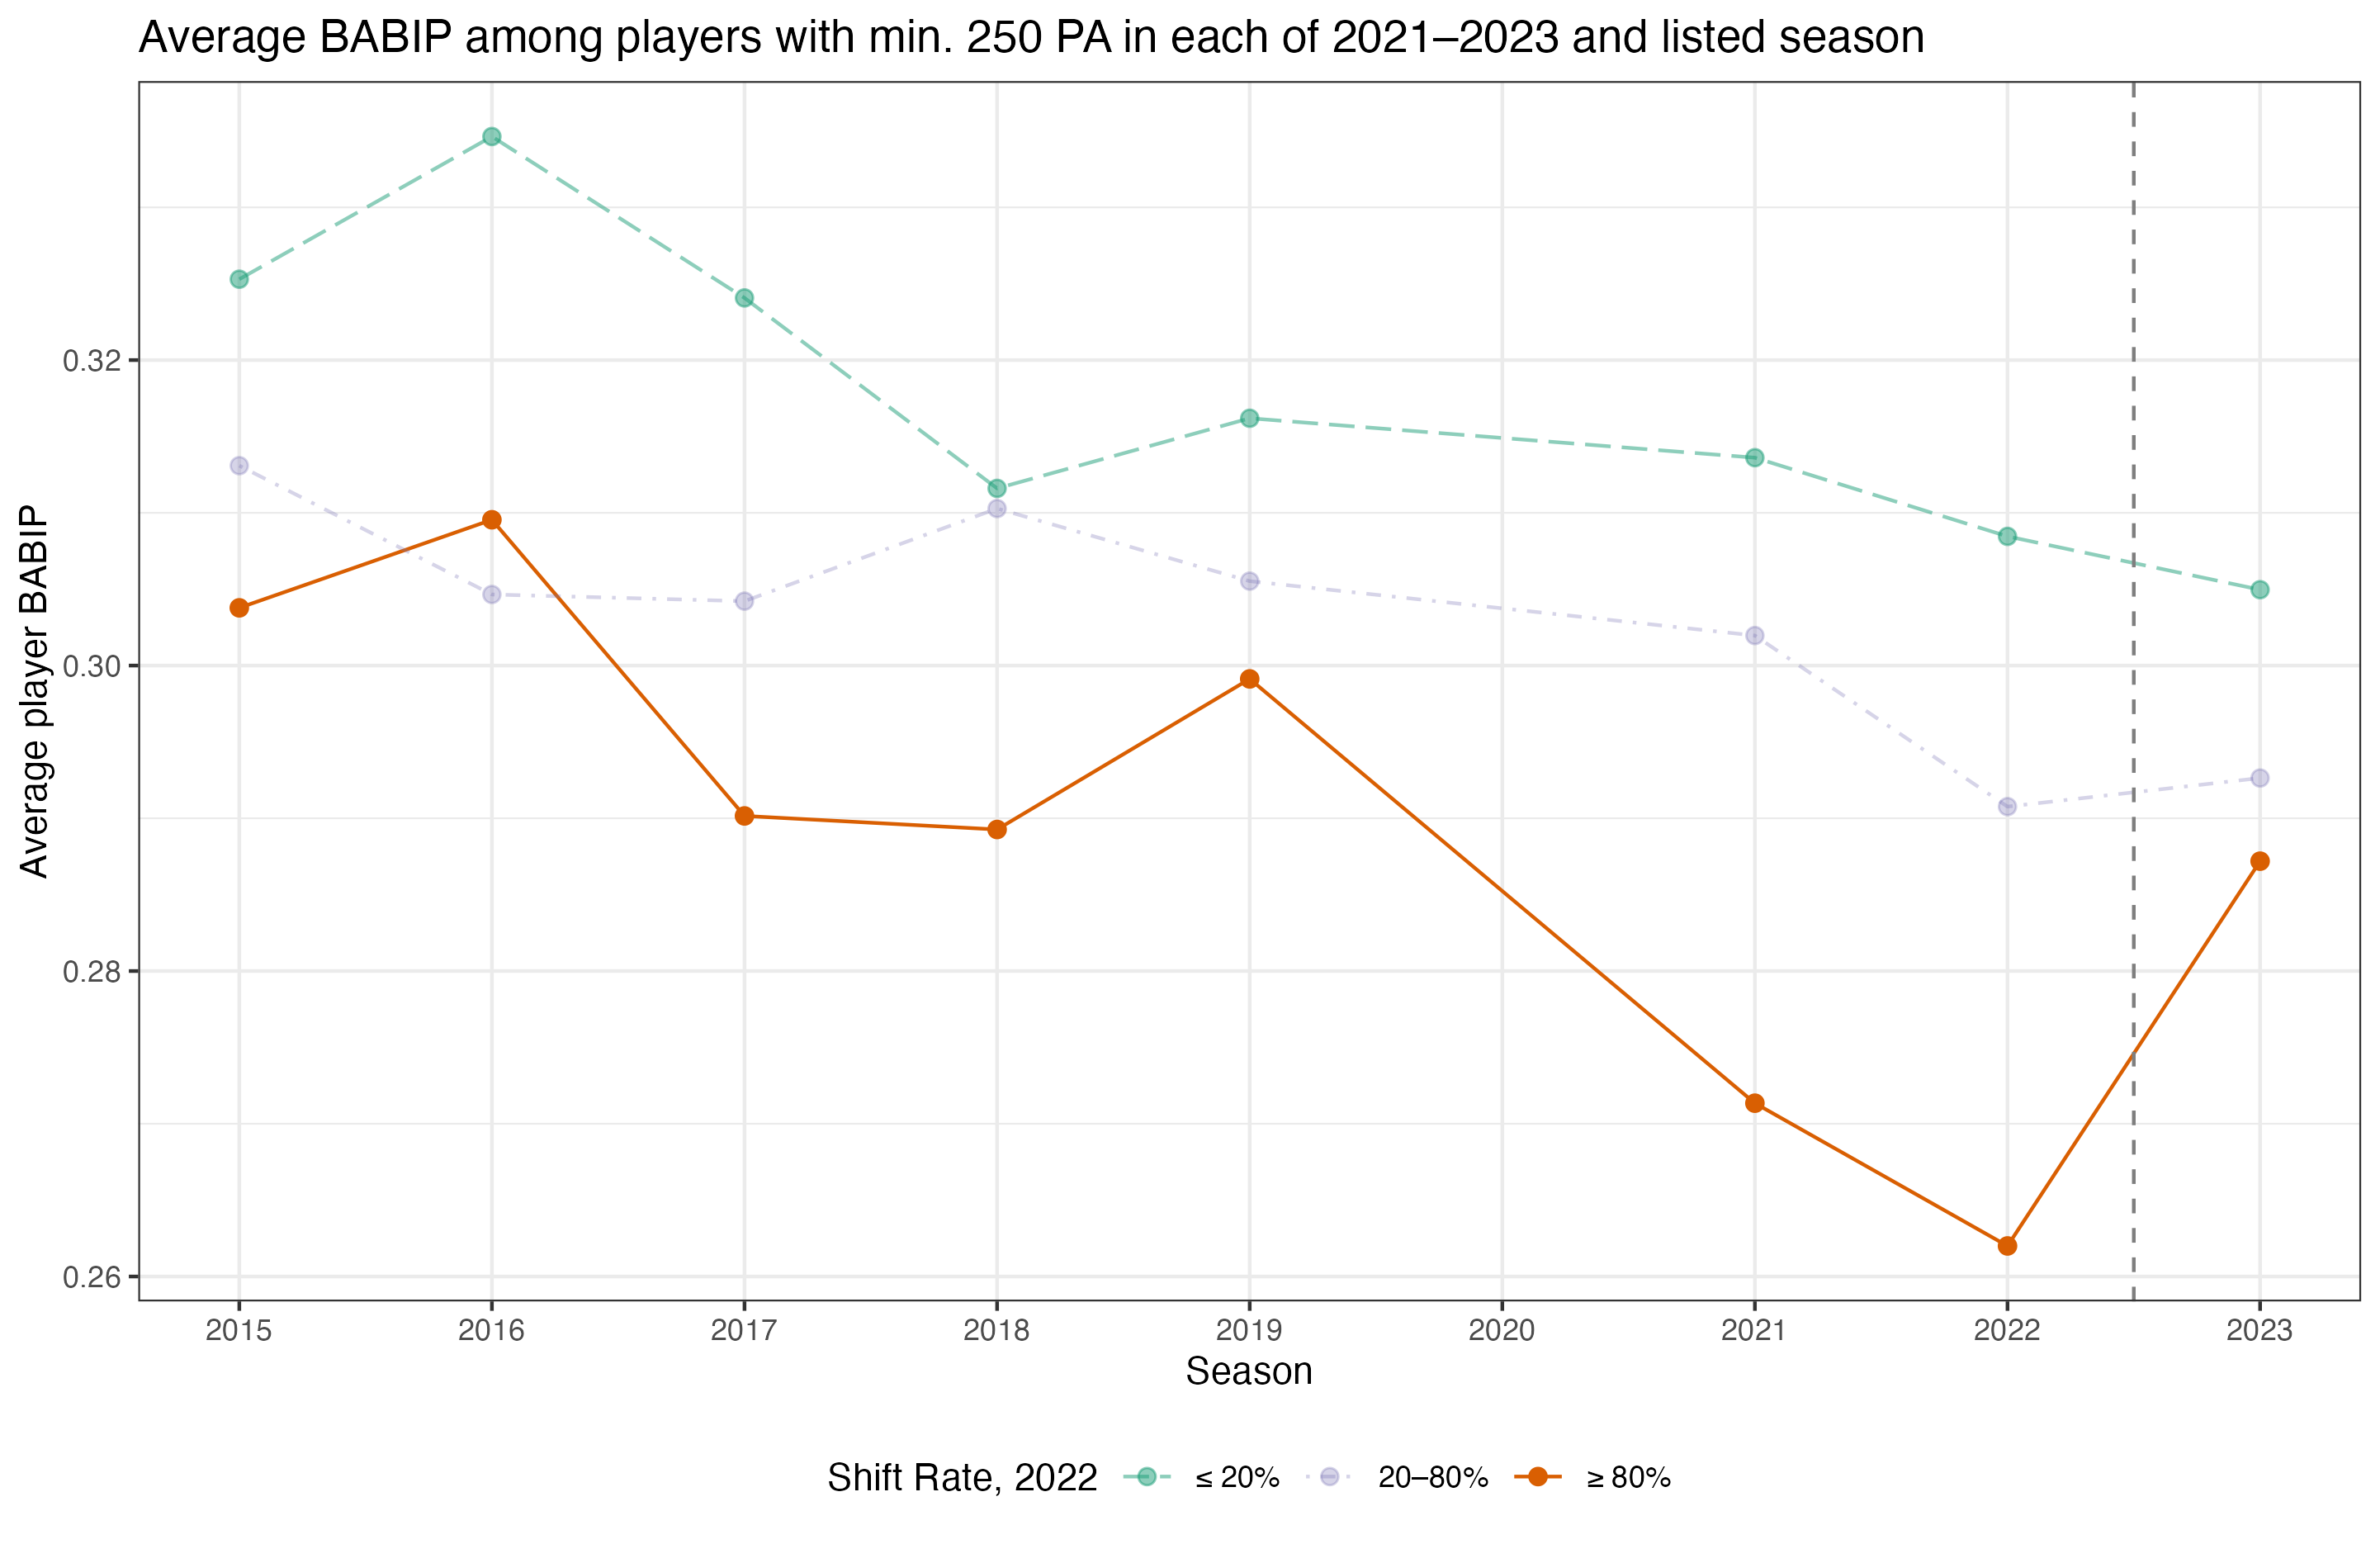 Average BABIP among players with min. 250 PA in each of 2021–2023 and listed season
Average player BABIP
0.32
0.30
0.28
0.26
2015 2016 2017 2018 2019 2020 2021 2022 2023
Season
Shift Rate, 2022 ≤ 20% 20–80% ≥ 80%